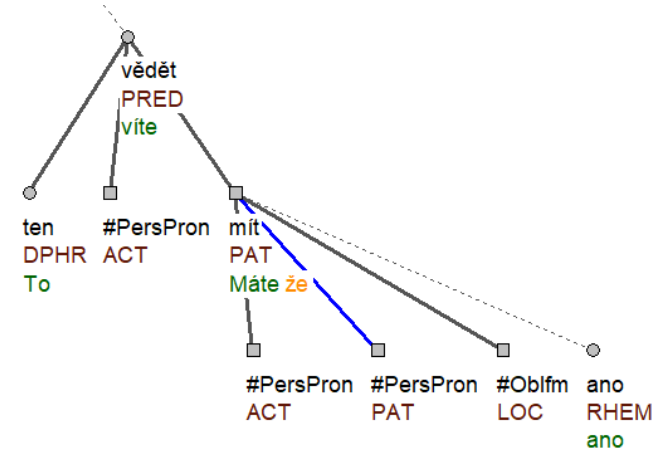 vědět
PRED
víte
ten #PersPron mít
DPHR ACT PAT
To Máte že
#PersPron #PersPron #Oblfm ano
ACT PAT LOC RHEM
ano